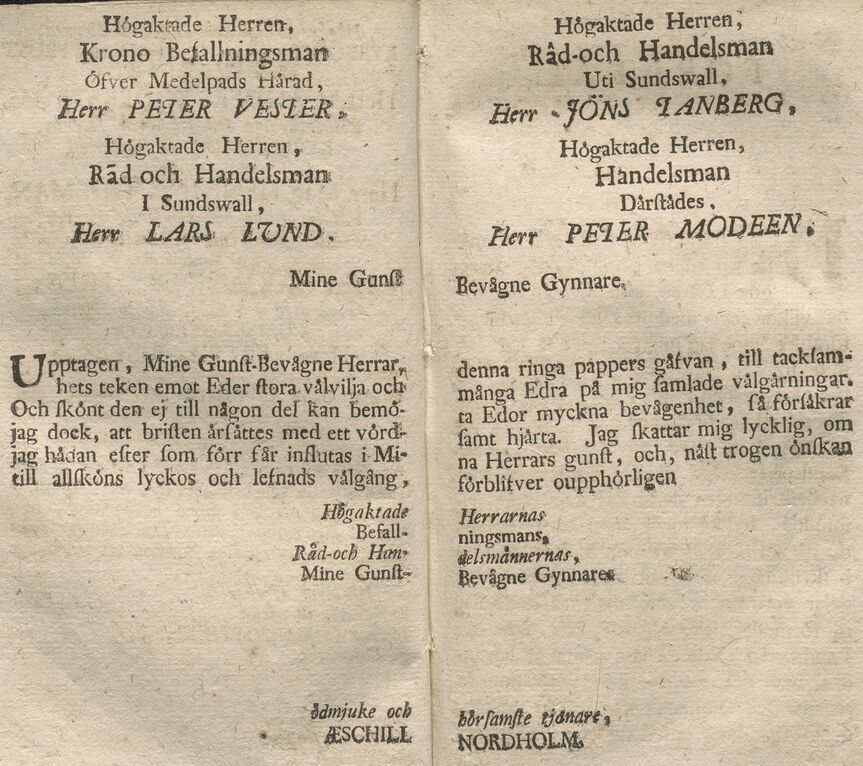 Högaktade Herren,
Krono Befallningsman
Öfver Medelpads Härad,
Herr PETER VESTER,
Högaktade Herren,
Råd och Handelsman
I Sundswall,
Herr LARS LUND.
Högaktade Herren,
Råd-och Handelsman
Uti Sundswall,
Herr JÖNS TANBERG,
Högaktade Herren,
Handelsman
Därſtädes,
Herr PETER MODEEN,
Mine Gunſt Bevågne Gynnare,
Upptagen, Mine Gunſt-Bevågne Herrar, denna ringa pappers gåfvan, till tackſam-
hets teken emot Eder ſtora välvilja och många Edra på mig ſamlade välgärningar.
Och ſkönt den ej till någon del kan bemö- ta Edor myckna bevågenhet, ſå förſäkrar
jag dock, att briſten ärſättes med ett vörd- ſamt hjärta. Jag ſkattar mig lycklig, om
jag hädan efter ſom förr får inſlutas i Mi- na Herrars gunſt, och, näſt trogen önſkan
till allſköns lyckos och lefnads välgång, förblifver oupphörligen
Högaktade Herrarnas
Befall- ningsmans,
Råd-och Han- delsmännernas,
Mine Gunſt- Bevågne Gynnares
ödmjuke och hörſamſte tjänare,
ÆSCHILL NORDHOLM.